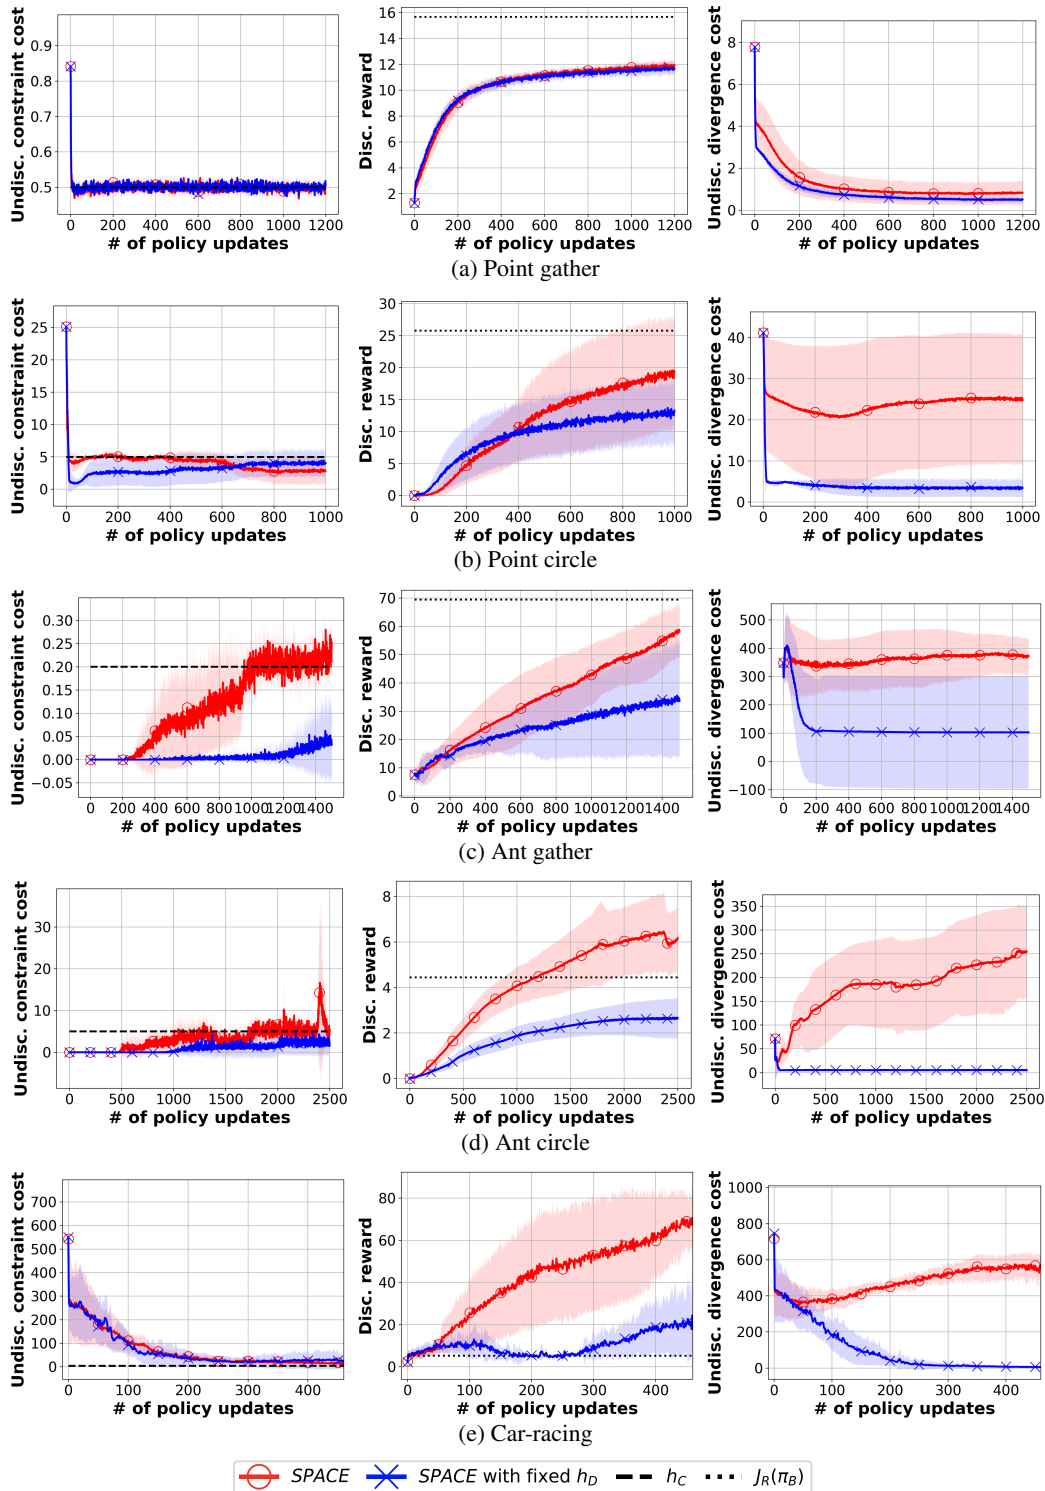 Undisc. constraint cost
0.9
0.8
0.7
0.6
0.5
0 200 400 600 800 1000 1200
# of policy updates
Disc. reward
16
14
12
10
8
6
4
2
0 200 400 600 800 1000 1200
# of policy updates
Undisc. divergence cost
8
6
4
2
0
0 200 400 600 800 1000 1200
# of policy updates
(a) Point gather
Undisc. constraint cost
25
20
15
10
5
0
0 200 400 600 800 1000
# of policy updates
Disc. reward
30
25
20
15
10
5
0
0 200 400 600 800 1000
# of policy updates
Undisc. divergence cost
40
30
20
10
0
0 200 400 600 800 1000
# of policy updates
(b) Point circle
Undisc. constraint cost
0.30
0.25
0.20
0.15
0.10
0.05
0.00
−0.05
0 200 400 600 800 1000 1200 1400
# of policy updates
Disc. reward
70
60
50
40
30
20
10
0
0 200 400 600 800 1000 1200 1400
# of policy updates
Undisc. divergence cost
500
400
300
200
100
0
−100
0 200 400 600 800 1000 1200 1400
# of policy updates
(c) Ant gather
Undisc. constraint cost
30
20
10
0
0 500 1000 1500 2000 2500
# of policy updates
Disc. reward
8
6
4
2
0
0 500 1000 1500 2000 2500
# of policy updates
Undisc. divergence cost
350
300
250
200
150
100
50
0
0 500 1000 1500 2000 2500
# of policy updates
(d) Ant circle
Undisc. constraint cost
700
600
500
400
300
200
100
0
0 100 200 300 400
# of policy updates
Disc. reward
80
60
40
20
0
0 100 200 300 400
# of policy updates
Undisc. divergence cost
1000
800
600
400
200
0
0 100 200 300 400
# of policy updates
(e) Car-racing
SPACE SPACE with fixed h_D h_C J_R(π_B)